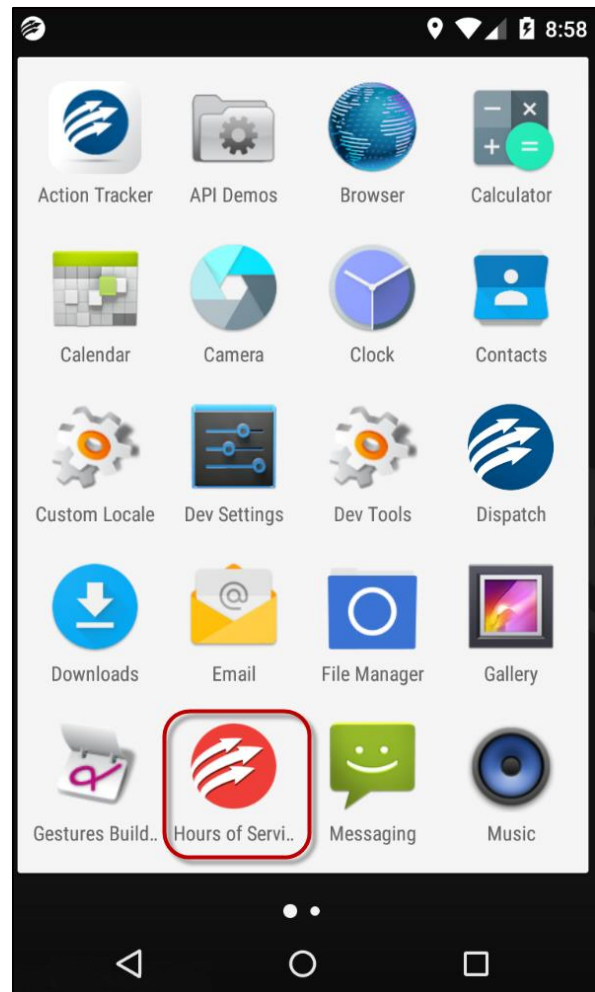 8:58
Action Tracker API Demos Browser Calculator
Calendar Camera Clock Contacts
Custom Locale Dev Settings Dev Tools Dispatch
Downloads Email File Manager Gallery
Gestures Build.. Hours of Servi.. Messaging Music